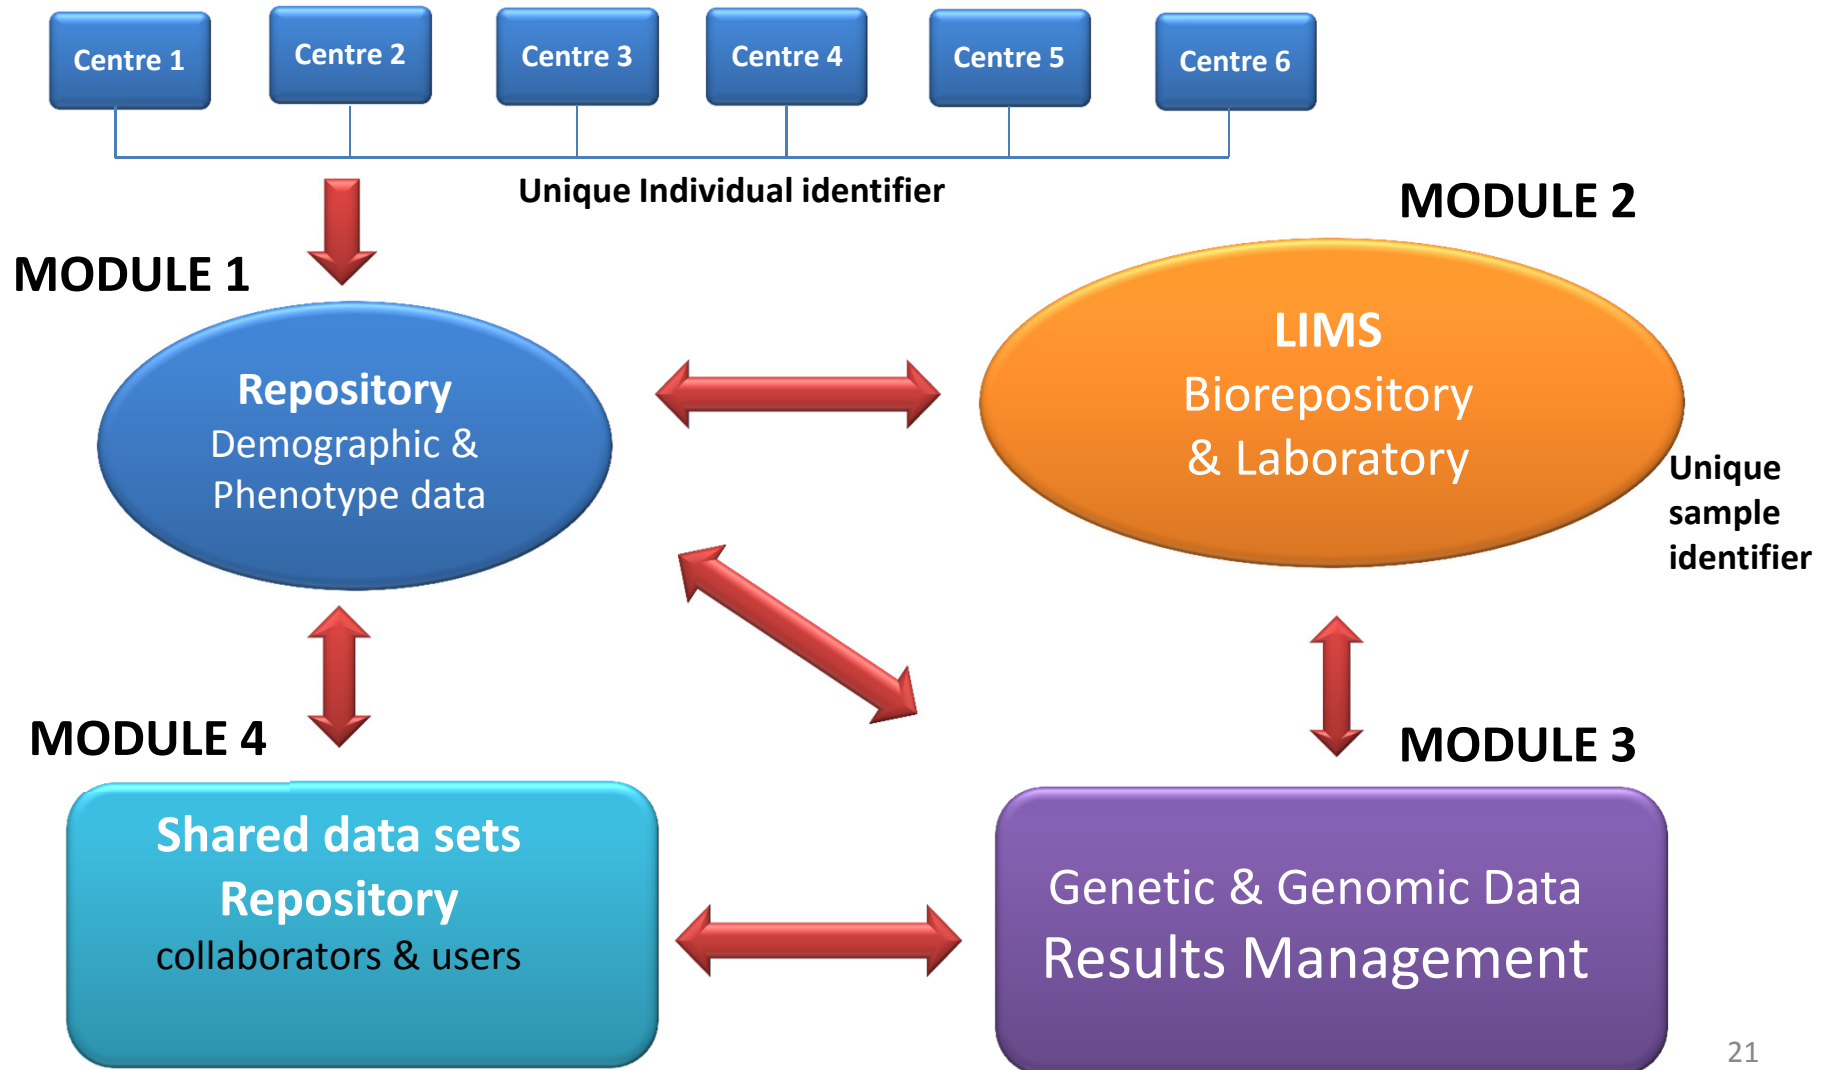 Centre 1
Centre 2
Centre 3
Centre 4
Centre 5
Centre 6
Unique Individual identifier
MODULE 1
MODULE 2
Repository
Demographic &
Phenotype data
LIMS
Biorepository
& Laboratory
Unique
sample
identifier
MODULE 4
MODULE 3
Shared data sets
Repository
collaborators & users
Genetic & Genomic Data
Results Management
21